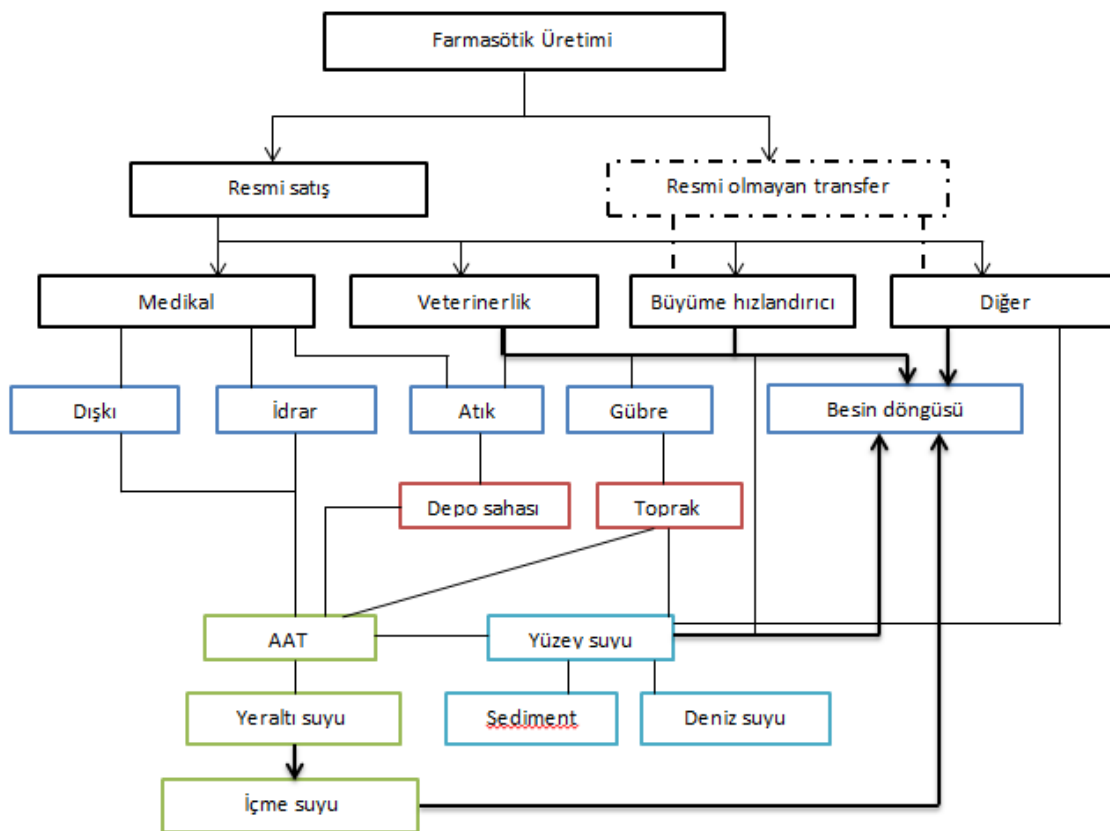 Farmasötik Üretimi
Resmi satış
Resmi olmayan transfer
Medikal
Veterinerlik
Büyüme hızlandırıcı
Diğer
Dışkı
İdrar
Atık
Gübre
Besin döngüsü
Depo sahası
Toprak
AAT
Yüzey suyu
Yeraltı suyu
Sediment
Deniz suyu
İçme suyu